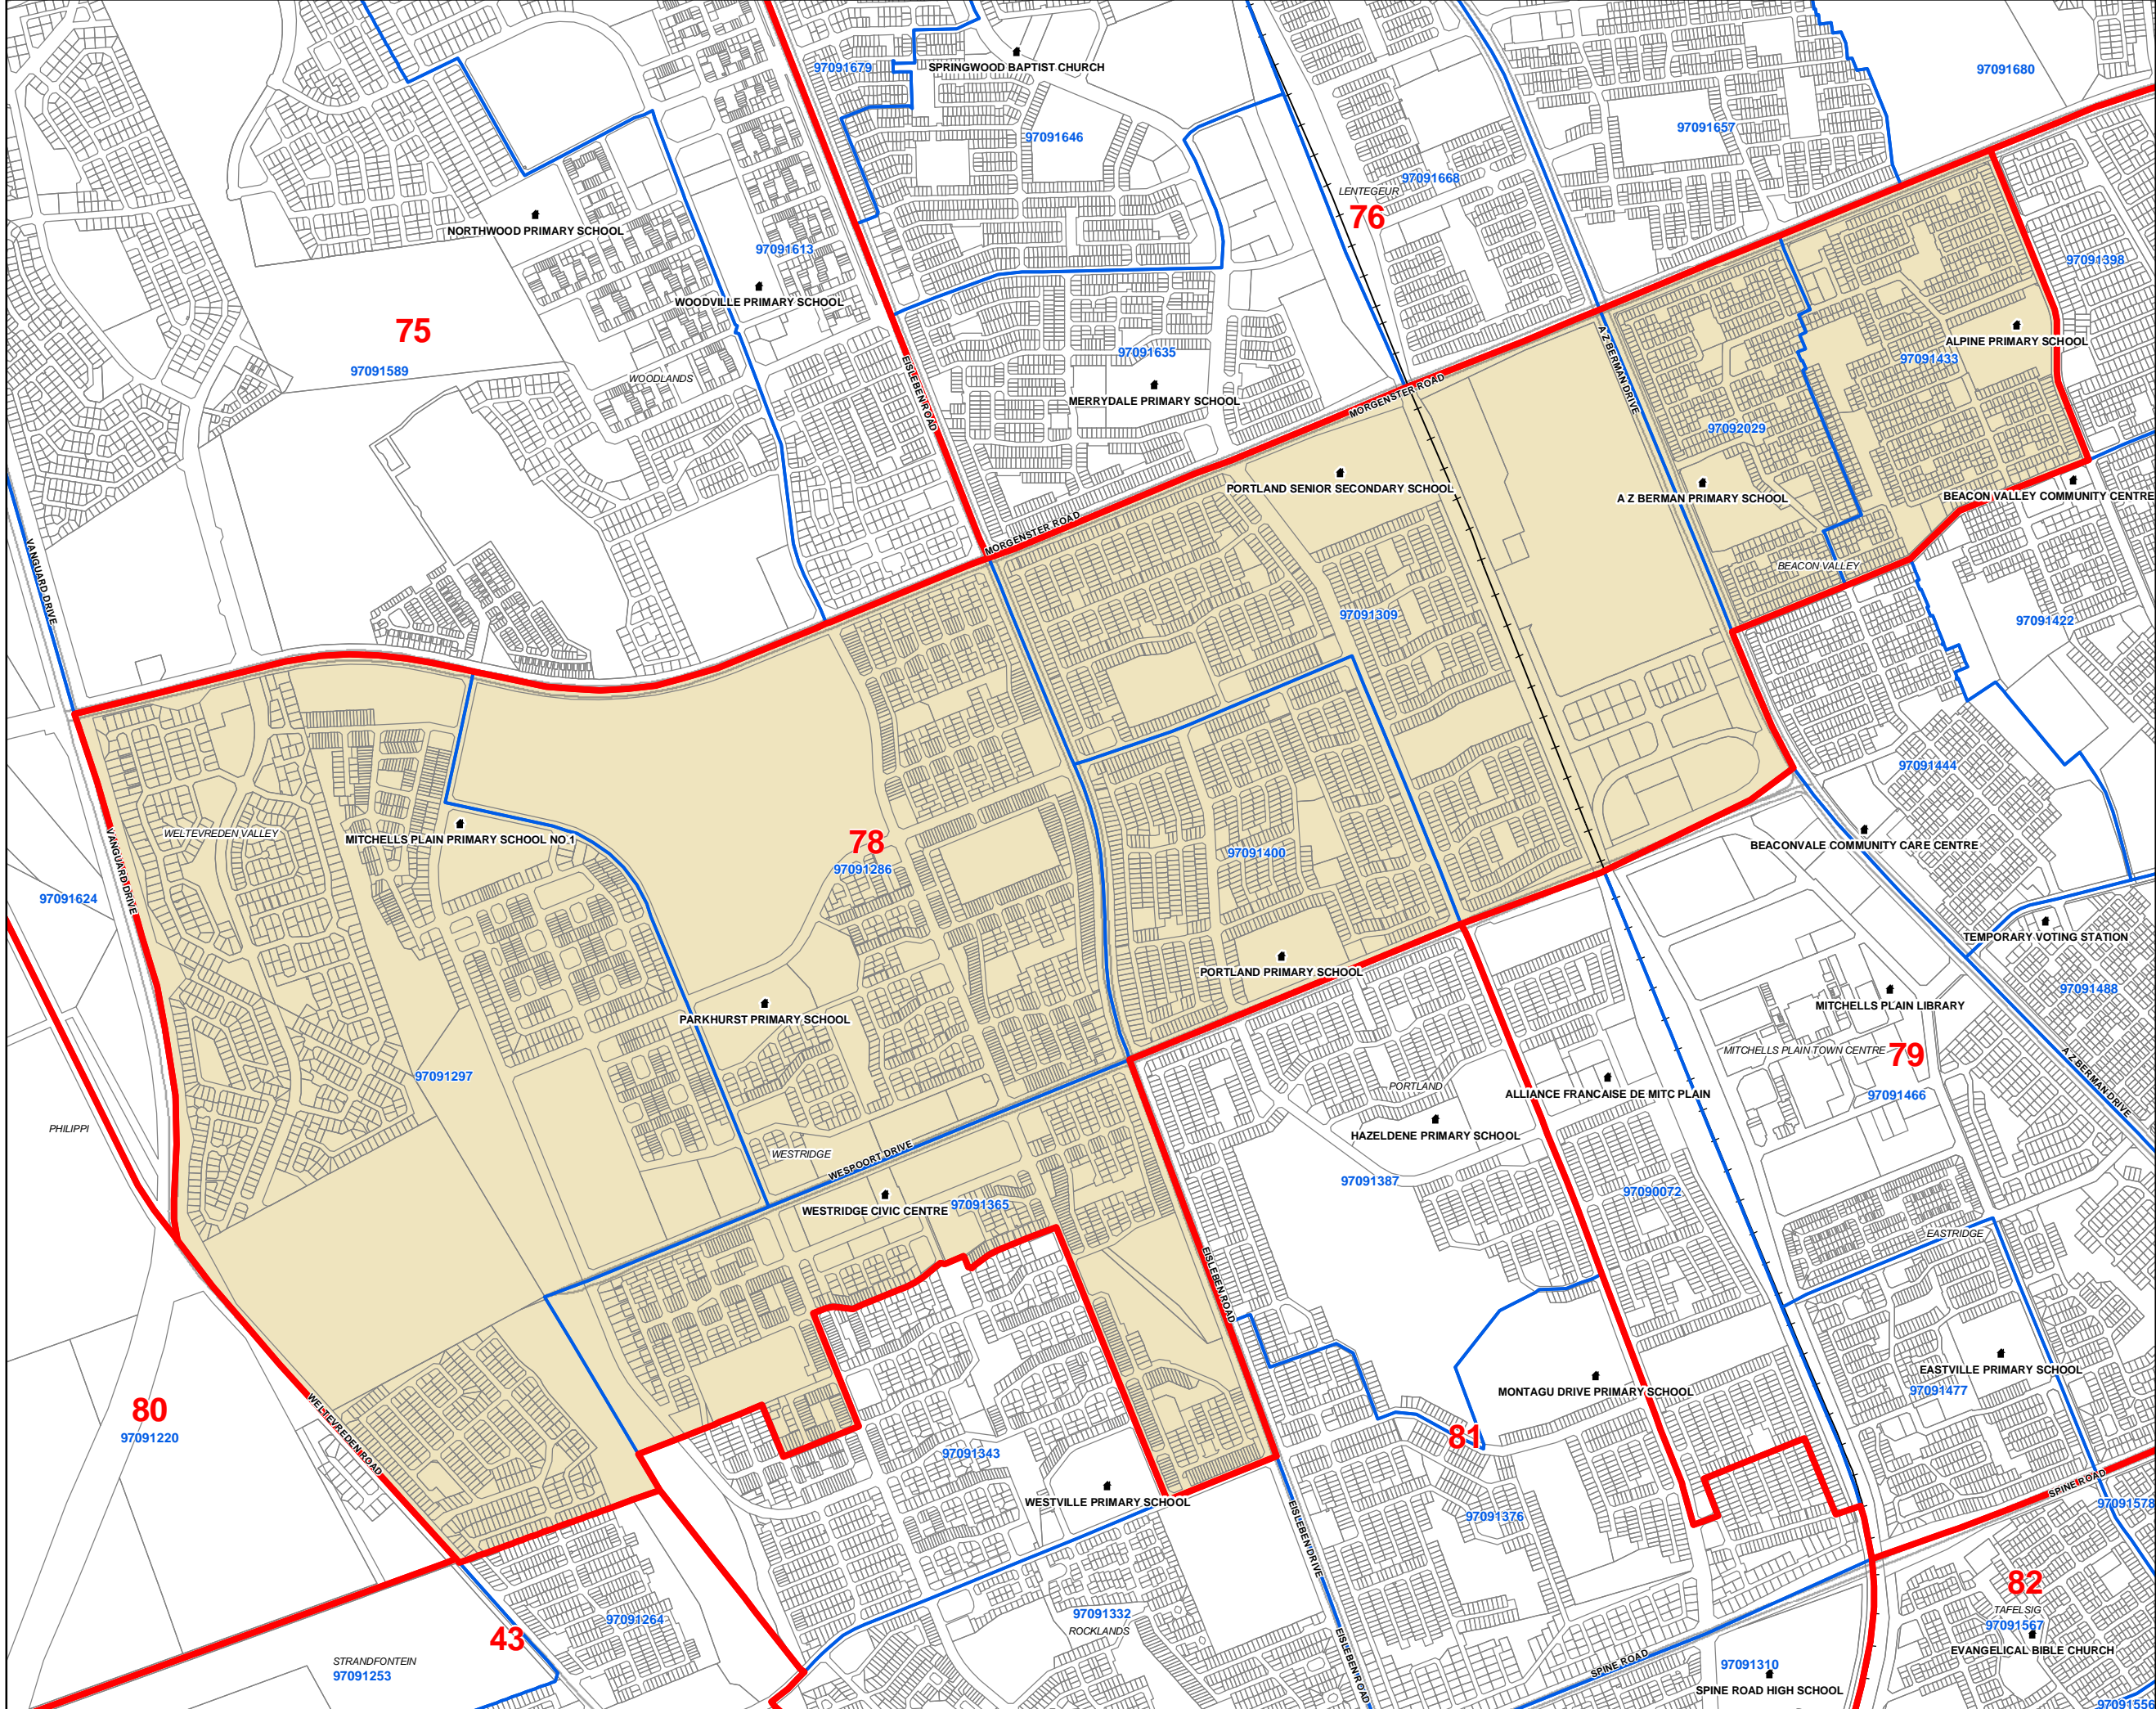 97091679
SPRINGWOOD BAPTIST CHURCH
97091680
97091646
97091657
97091668
LENTEGEUR
76
NORTHWOOD PRIMARY SCHOOL
97091613
97091398
WOODVILLE PRIMARY SCHOOL
75
97091589
WOODLANDS
EISLEBEN ROAD
97091635
MERRYDALE PRIMARY SCHOOL
MORGENSTER ROAD
A Z BERMAN DRIVE
ALPINE PRIMARY SCHOOL
97091433
97092029
PORTLAND SENIOR SECONDARY SCHOOL
A Z BERMAN PRIMARY SCHOOL
BEACON VALLEY COMMUNITY CENTRE
MORGENSTER ROAD
VANGUARD DRIVE
BEACON VALLEY
97091309
97091422
97091444
WELTEVREDEN VALLEY
MITCHELLS PLAIN PRIMARY SCHOOL NO.1
78
97091286
97091400
BEACONVALE COMMUNITY CARE CENTRE
VANGUARD DRIVE
97091624
TEMPORARY VOTING STATION
PORTLAND PRIMARY SCHOOL
97091488
MITCHELLS PLAIN LIBRARY
PARKHURST PRIMARY SCHOOL
MITCHELLS PLAIN TOWN CENTRE
79
97091297
A Z BERMAN DRIVE
PORTLAND
ALLIANCE FRANCAISE DE MITC PLAIN
97091466
PHILIPPI
HAZELDENE PRIMARY SCHOOL
WESTRIDGE
WESPOORT DRIVE
97091387
97090072
WESTRIDGE CIVIC CENTRE
97091365
EASTRIDGE
EISLEBEN ROAD
EASTVILLE PRIMARY SCHOOL
97091477
MONTAGU DRIVE PRIMARY SCHOOL
80
97091220
WELTEVREDEN ROAD
81
97091343
WESTVILLE PRIMARY SCHOOL
SPINE ROAD
97091578
97091376
EISLEBEN DRIVE
82
TAFELSIG
97091567
EVANGELICAL BIBLE CHURCH
97091264
97091332
ROCKLANDS
43
STRANDFONTEIN
97091253
EISLEBEN ROAD
SPINE ROAD
97091310
SPINE ROAD HIGH SCHOOL
97091556